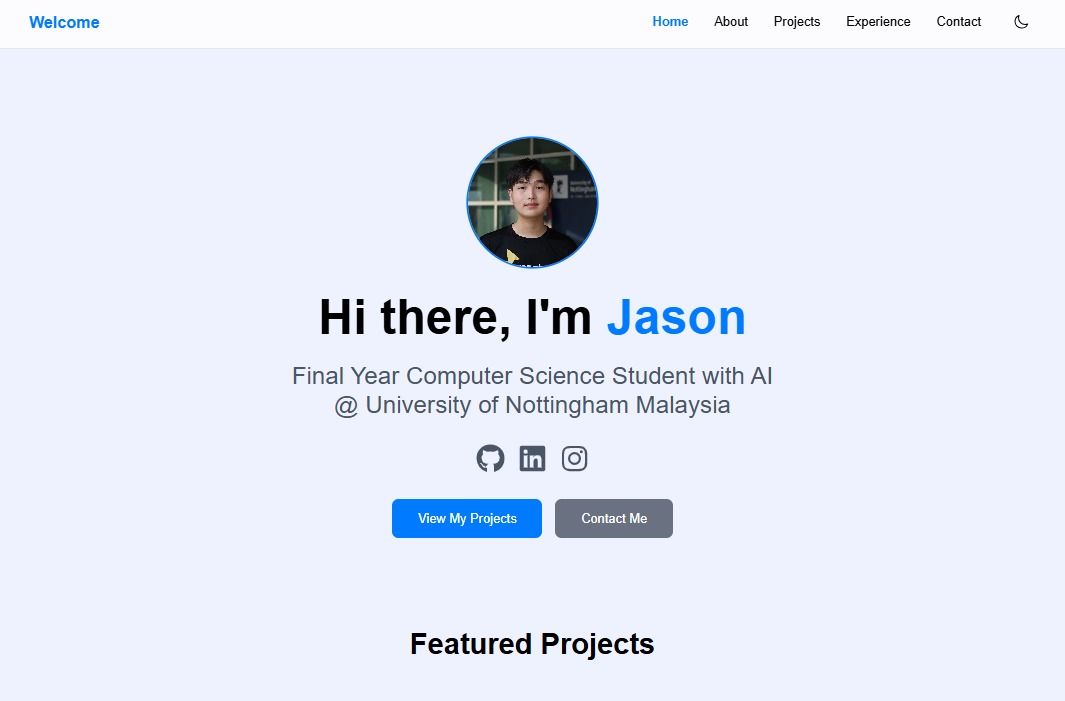 Welcome
Home About Projects Experience Contact
Hi there, I'm Jason
Final Year Computer Science Student with AI
@ University of Nottingham Malaysia
View My Projects Contact Me
Featured Projects